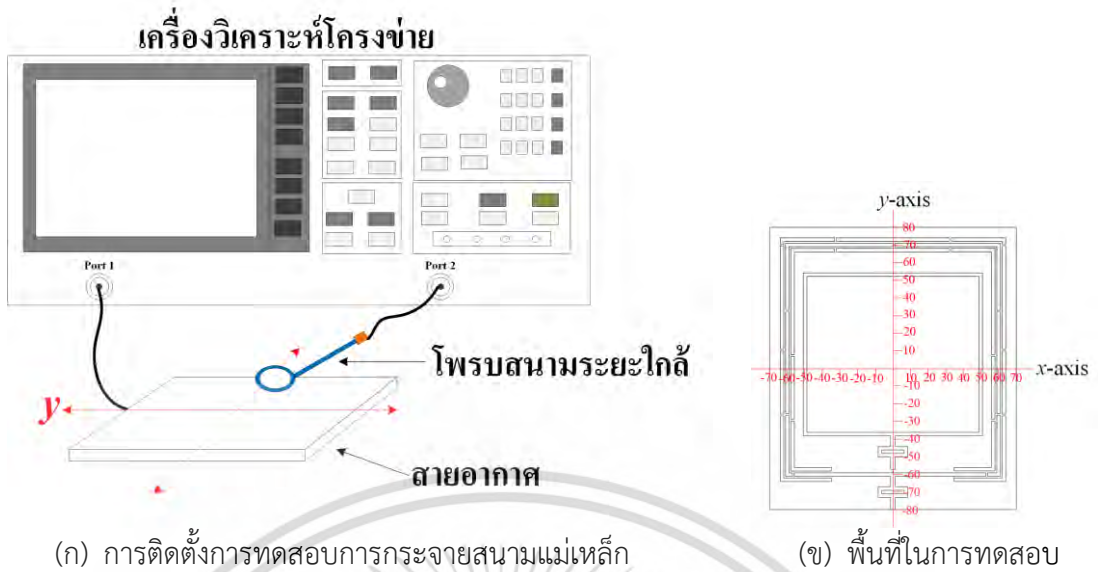 เครื่องวิเคราะห์โครงข่าย
Port 1
Port 2
โพรบสนามระยะใกล้
y
สายอากาศ
(ก) การติดตั้งการทดสอบการกระจายสนามแม่เหล็ก
y-axis
80
70
60
50
40
30
20
10
-70 -60 -50 -40 -30 -20 -10 10 20 30 40 50 60 70 x-axis
-10
-20
-30
-40
-50
-60
-70
-80
(ข) พื้นที่ในการทดสอบ